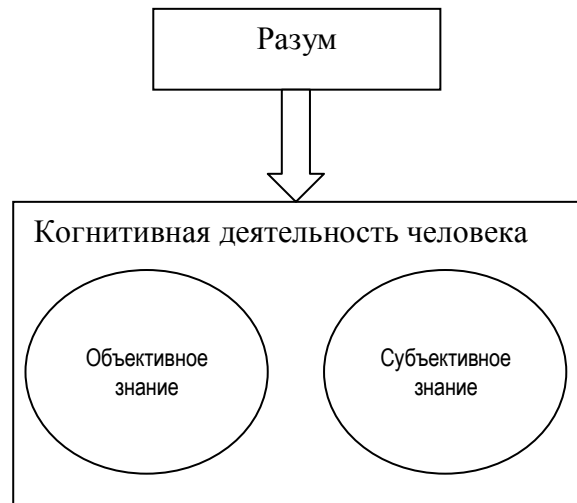 Разум
Когнитивная деятельность человека
Объективное
знание
Субъективное
знание